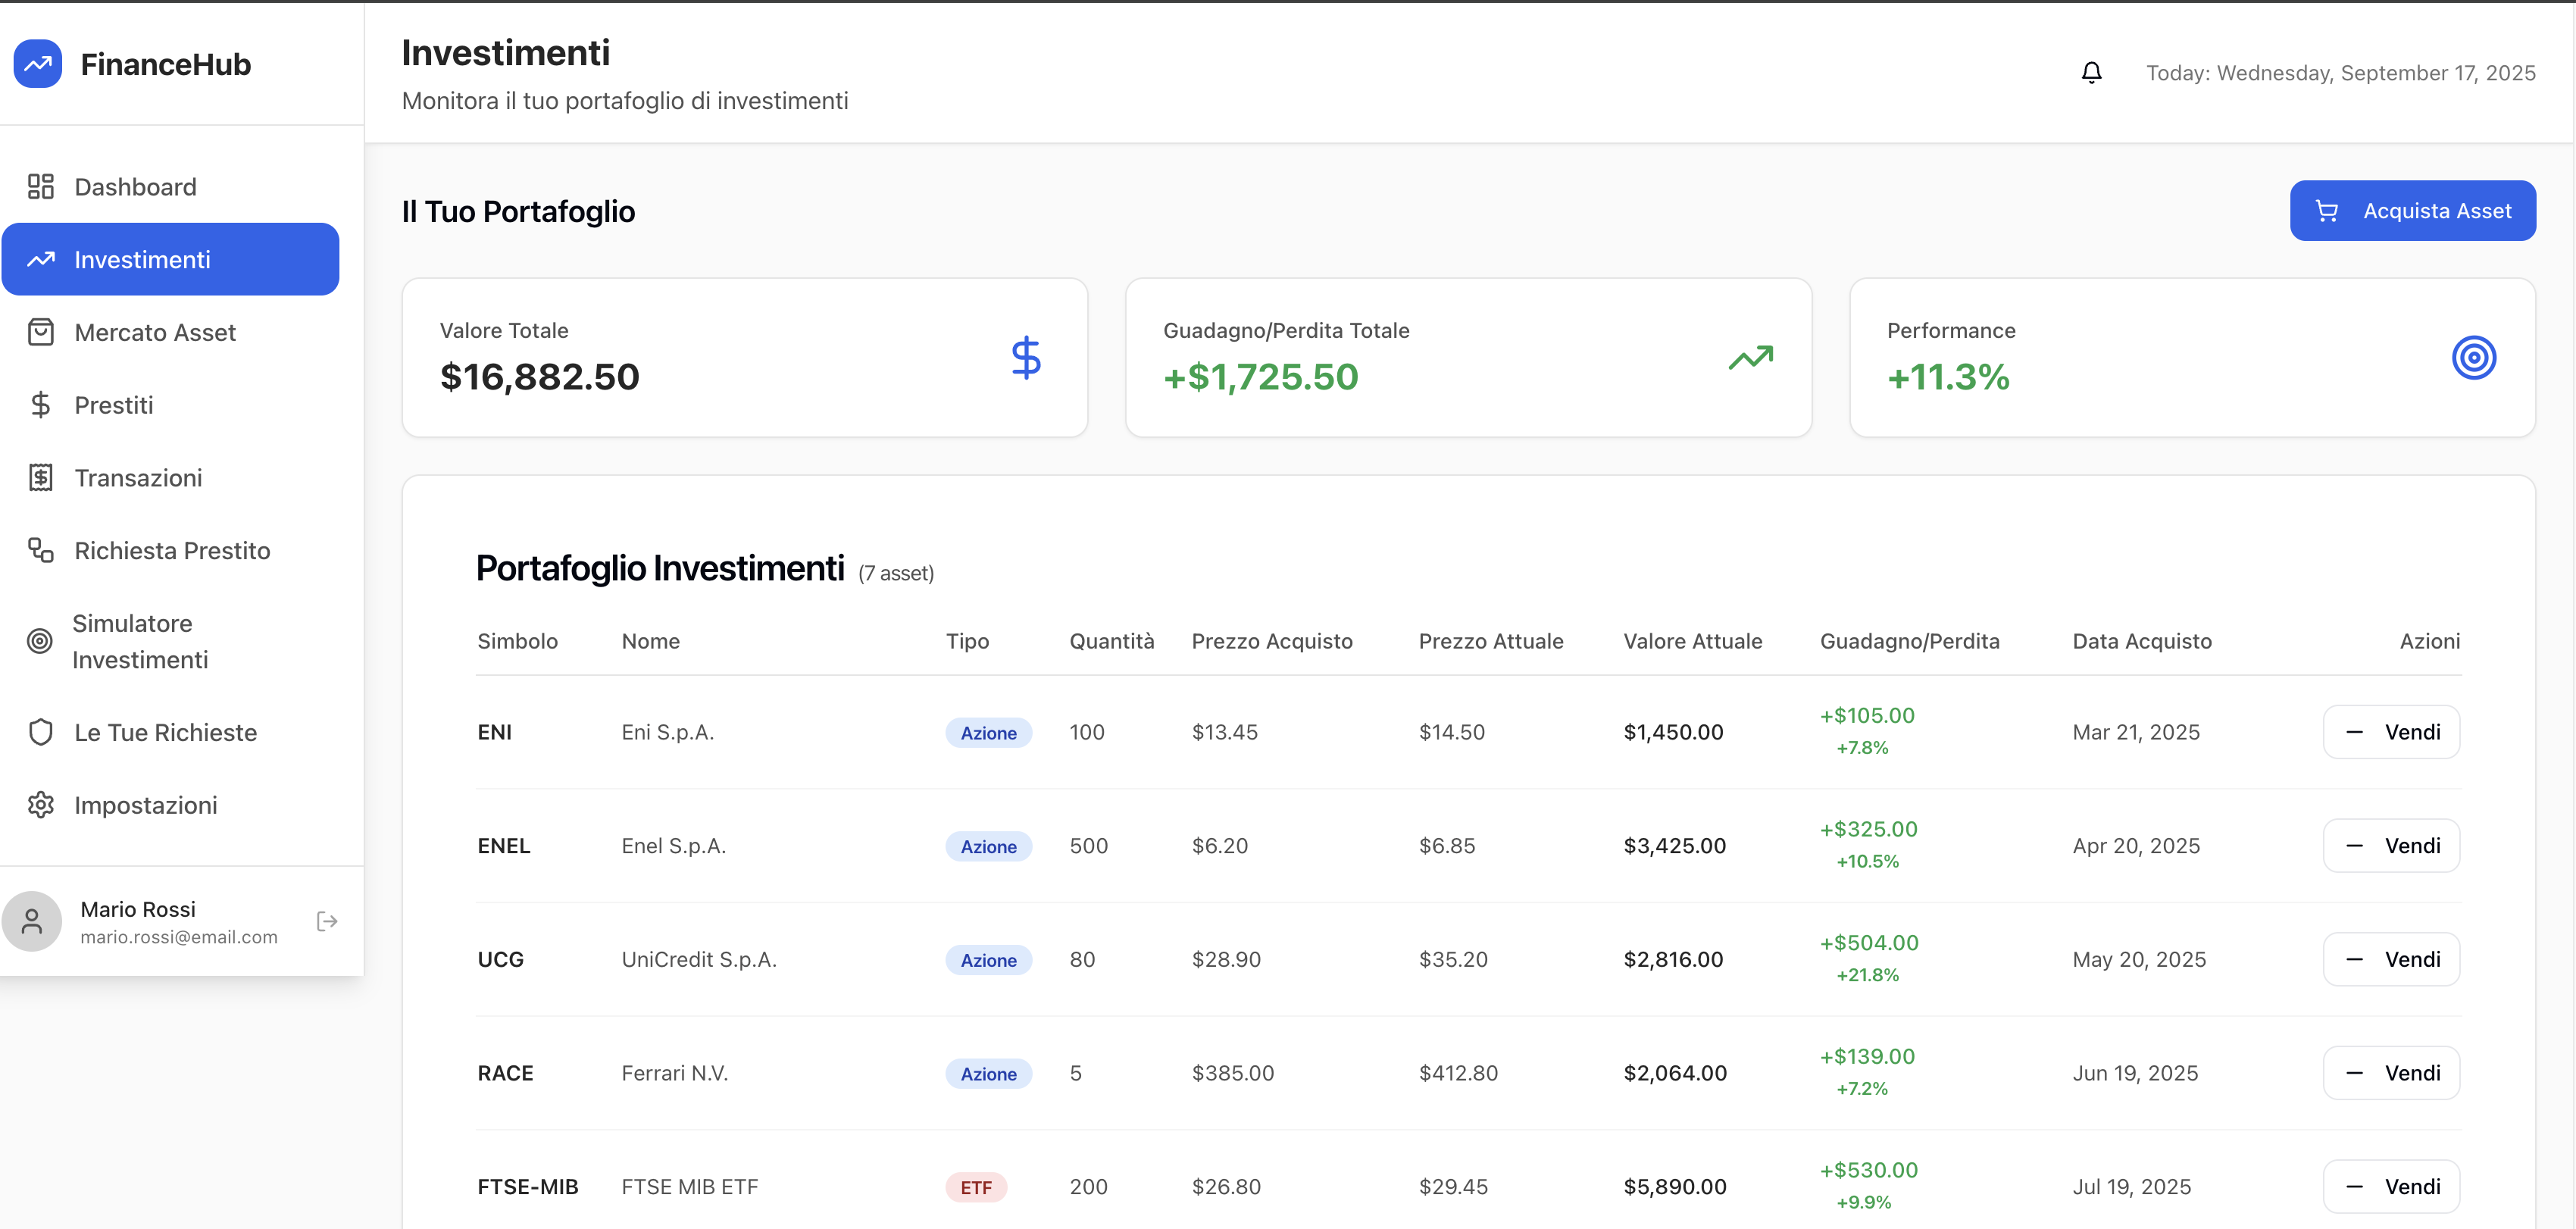 FinanceHub
Dashboard
Investimenti
Mercato Asset
Prestiti
Transazioni
Richiesta Prestito
Simulatore
Investimenti
Le Tue Richieste
Impostazioni
Mario Rossi
mario.rossi@email.com
Investimenti
Monitora il tuo portafoglio di investimenti
Today: Wednesday, September 17, 2025
Il Tuo Portafoglio
Acquista Asset
Valore Totale
$16,882.50
Guadagno/Perdita Totale
+$1,725.50
Performance
+11.3%
Portafoglio Investimenti (7 asset)
Simbolo Nome Tipo Quantità Prezzo Acquisto Prezzo Attuale Valore Attuale Guadagno/Perdita Data Acquisto Azioni
ENI Eni S.p.A. Azione 100 $13.45 $14.50 $1,450.00 +$105.00 Mar 21, 2025 Vendi
+7.8%
ENEL Enel S.p.A. Azione 500 $6.20 $6.85 $3,425.00 +$325.00 Apr 20, 2025 Vendi
+10.5%
UCG UniCredit S.p.A. Azione 80 $28.90 $35.20 $2,816.00 +$504.00 May 20, 2025 Vendi
+21.8%
RACE Ferrari N.V. Azione 5 $385.00 $412.80 $2,064.00 +$139.00 Jun 19, 2025 Vendi
+7.2%
FTSE-MIB FTSE MIB ETF ETF 200 $26.80 $29.45 $5,890.00 +$530.00 Jul 19, 2025 Vendi
+9.9%